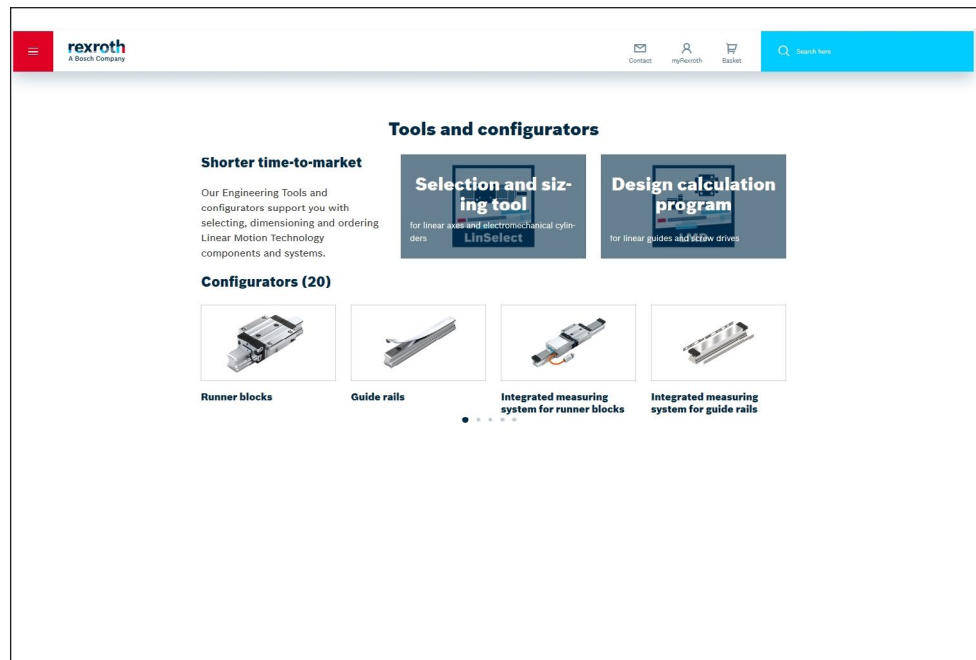 rexroth
A Bosch Company
Contact
myRexroth
Basket
Search here
Tools and configurators
Shorter time-to-market
Our Engineering Tools and
configurators support you with
selecting, dimensioning and ordering
Linear Motion Technology
components and systems.
Selection and siz-
ing tool
for linear axes and electromechanical cylin-
ders
LinSelect
Design calculation
program
for linear guides and screw drives
LMD
Configurators (20)
Runner blocks
Guide rails
Integrated measuring
system for runner blocks
Integrated measuring
system for guide rails